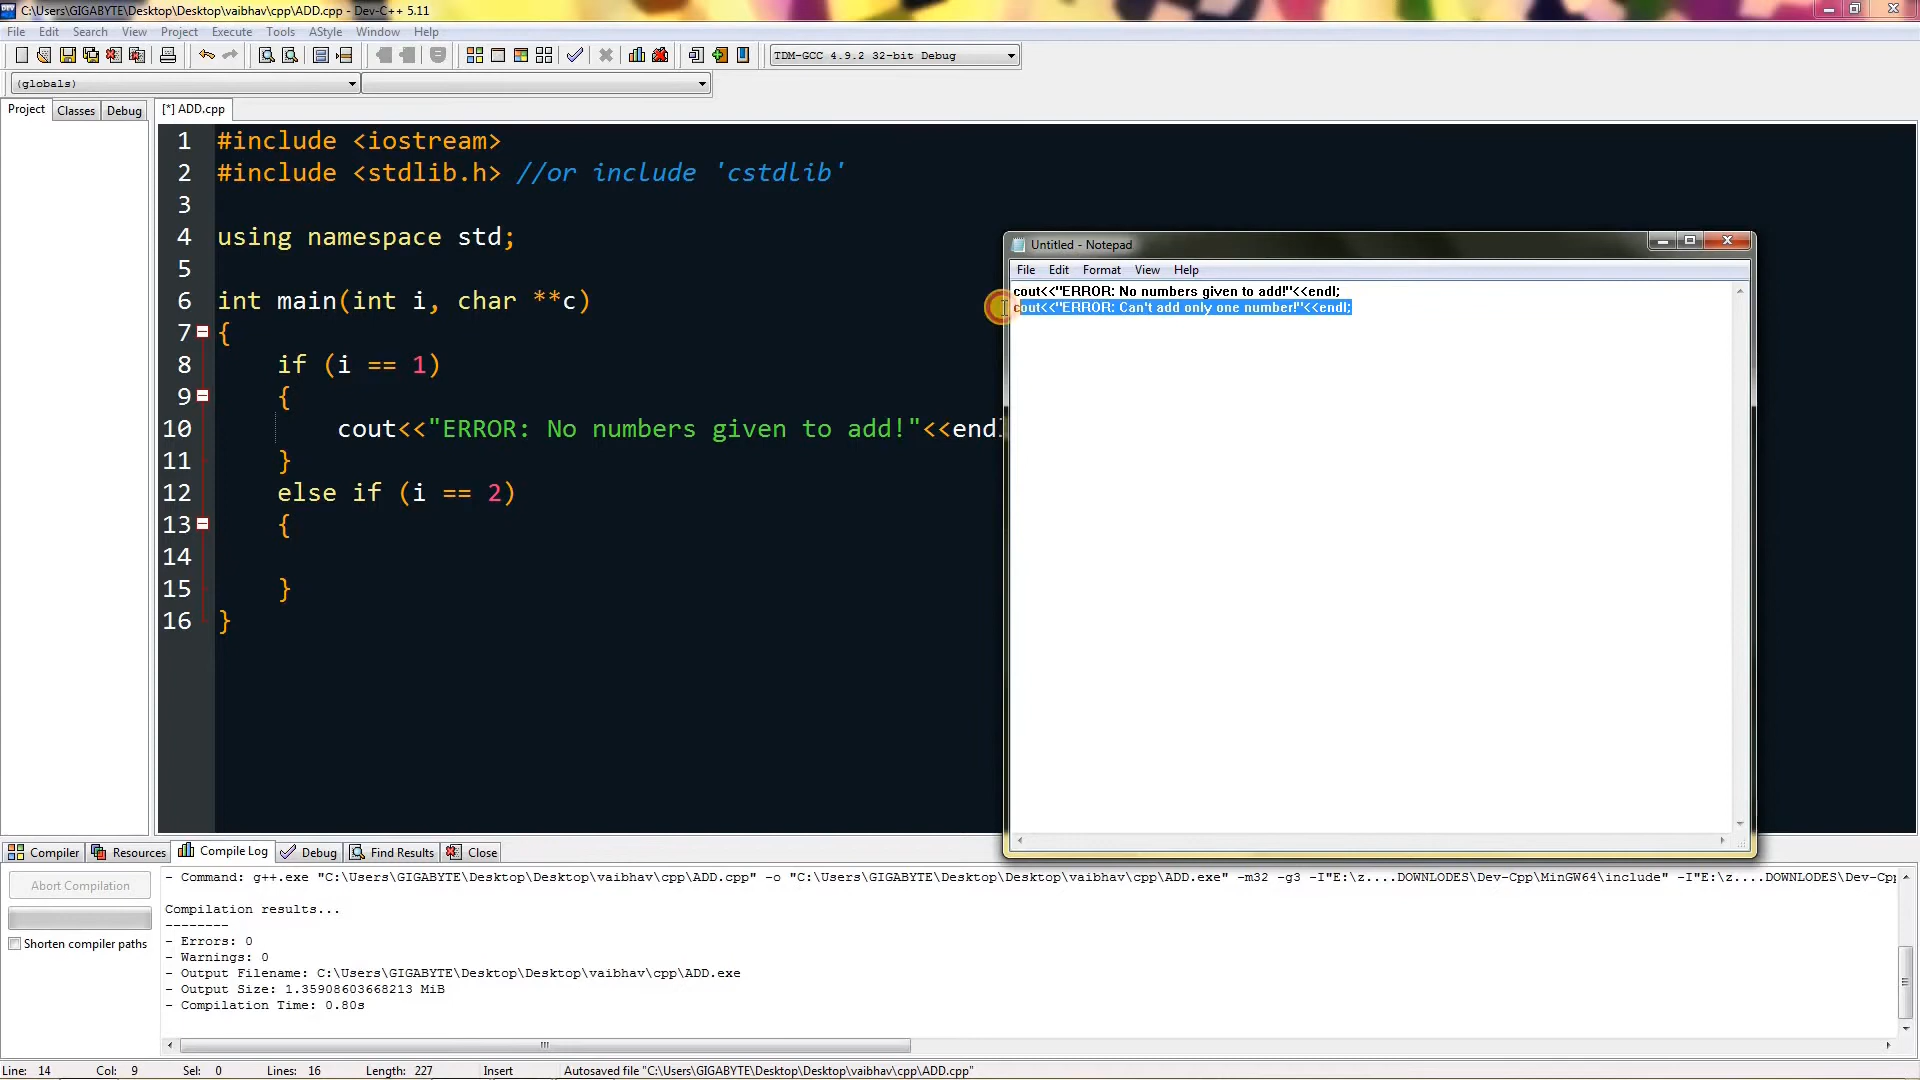 C:\Users\GIGABYTE\Desktop\Desktop\vaibhav\cpp\ADD.cpp - Dev-C++ 5.11
File Edit Search View Project Execute Tools AStyle Window Help
TDM-GCC 4.9.2 32-bit Debug
(globals)
Project Classes Debug [*] ADD.cpp
1 #include <iostream>
2 #include <stdlib.h> //or include 'cstdlib'
3
4 using namespace std;
5
6 int main(int i, char **c)
7 {
8 if (i == 1)
9 {
10 cout<<"ERROR: No numbers given to add!"<<endl
11 }
12 else if (i == 2)
13 {
14
15 }
16 }
Untitled - Notepad
File Edit Format View Help
cout<<"ERROR: No numbers given to add!"<<endl;
cout<<"ERROR: Can't add only one number!"<<endl;
Compiler Resources Compile Log Debug Find Results Close
Abort Compilation
Shorten compiler paths
- Command: g++.exe "C:\Users\GIGABYTE\Desktop\Desktop\vaibhav\cpp\ADD.cpp" -o "C:\Users\GIGABYTE\Desktop\Desktop\vaibhav\cpp\ADD.exe" -m32 -g3 -I"E:\z....DOWNLODES\Dev-Cpp\MinGW64\include" -I"E:\z....DOWNLODES\Dev-Cpp
Compilation results...
--------
- Errors: 0
- Warnings: 0
- Output Filename: C:\Users\GIGABYTE\Desktop\Desktop\vaibhav\cpp\ADD.exe
- Output Size: 1.35908603668213 MiB
- Compilation Time: 0.80s
Line: 14 Col: 9 Sel: 0 Lines: 16 Length: 227 Insert Autosaved file "C:\Users\GIGABYTE\Desktop\Desktop\vaibhav\cpp\ADD.cpp"